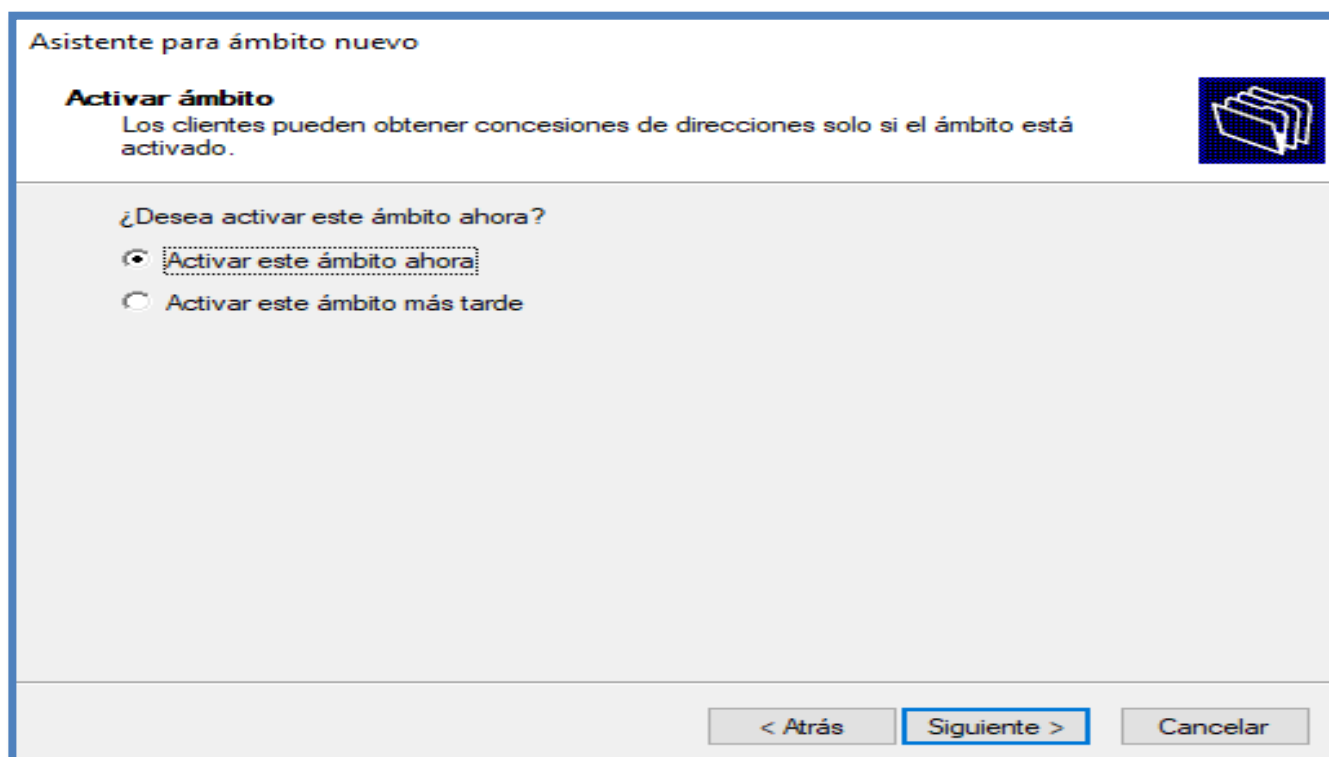 Asistente para ámbito nuevo
Activar ámbito
Los clientes pueden obtener concesiones de direcciones solo si el ámbito está
activado.
¿Desea activar este ámbito ahora?
Activar este ámbito ahora
Activar este ámbito más tarde
< Atrás Siguiente > Cancelar